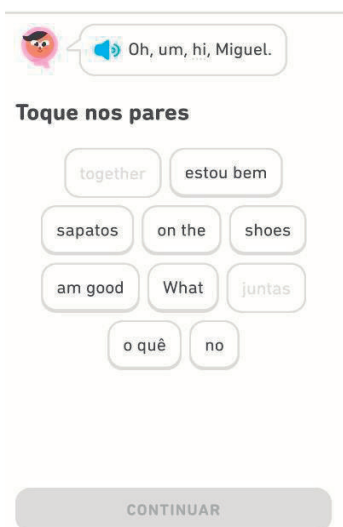 Oh, um, hi, Miguel.
Toque nos pares
together estou bem
sapatos on the shoes
am good What juntas
o quê no
CONTINUAR